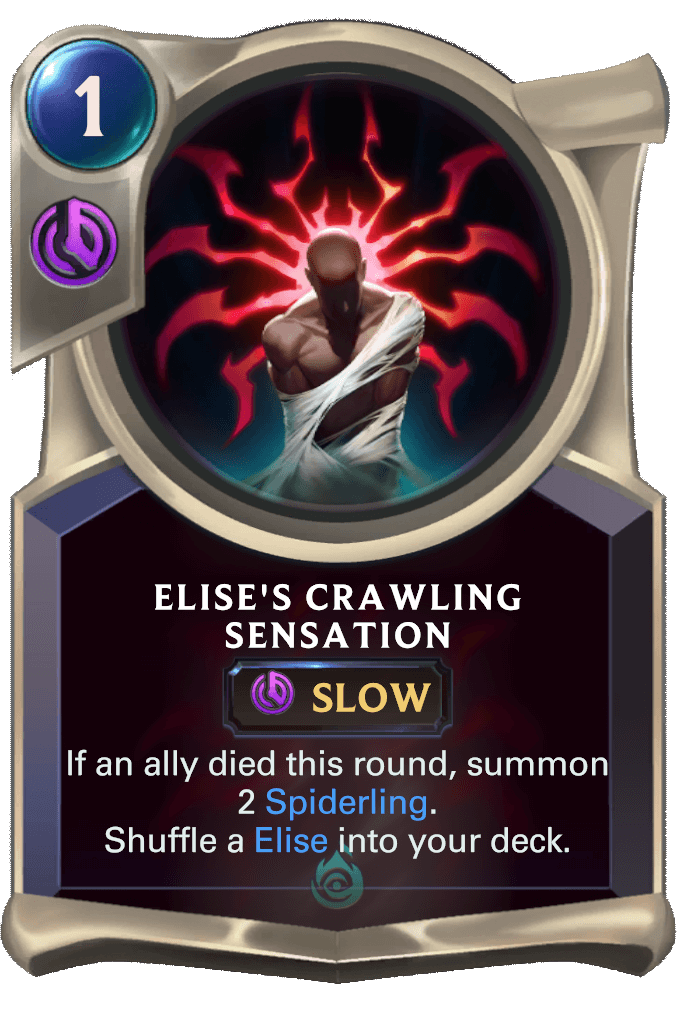 1
ELISE'S CRAWLING
SENSATION
SLOW
If an ally died this round, summon
2 Spiderling.
Shuffle a Elise into your deck.